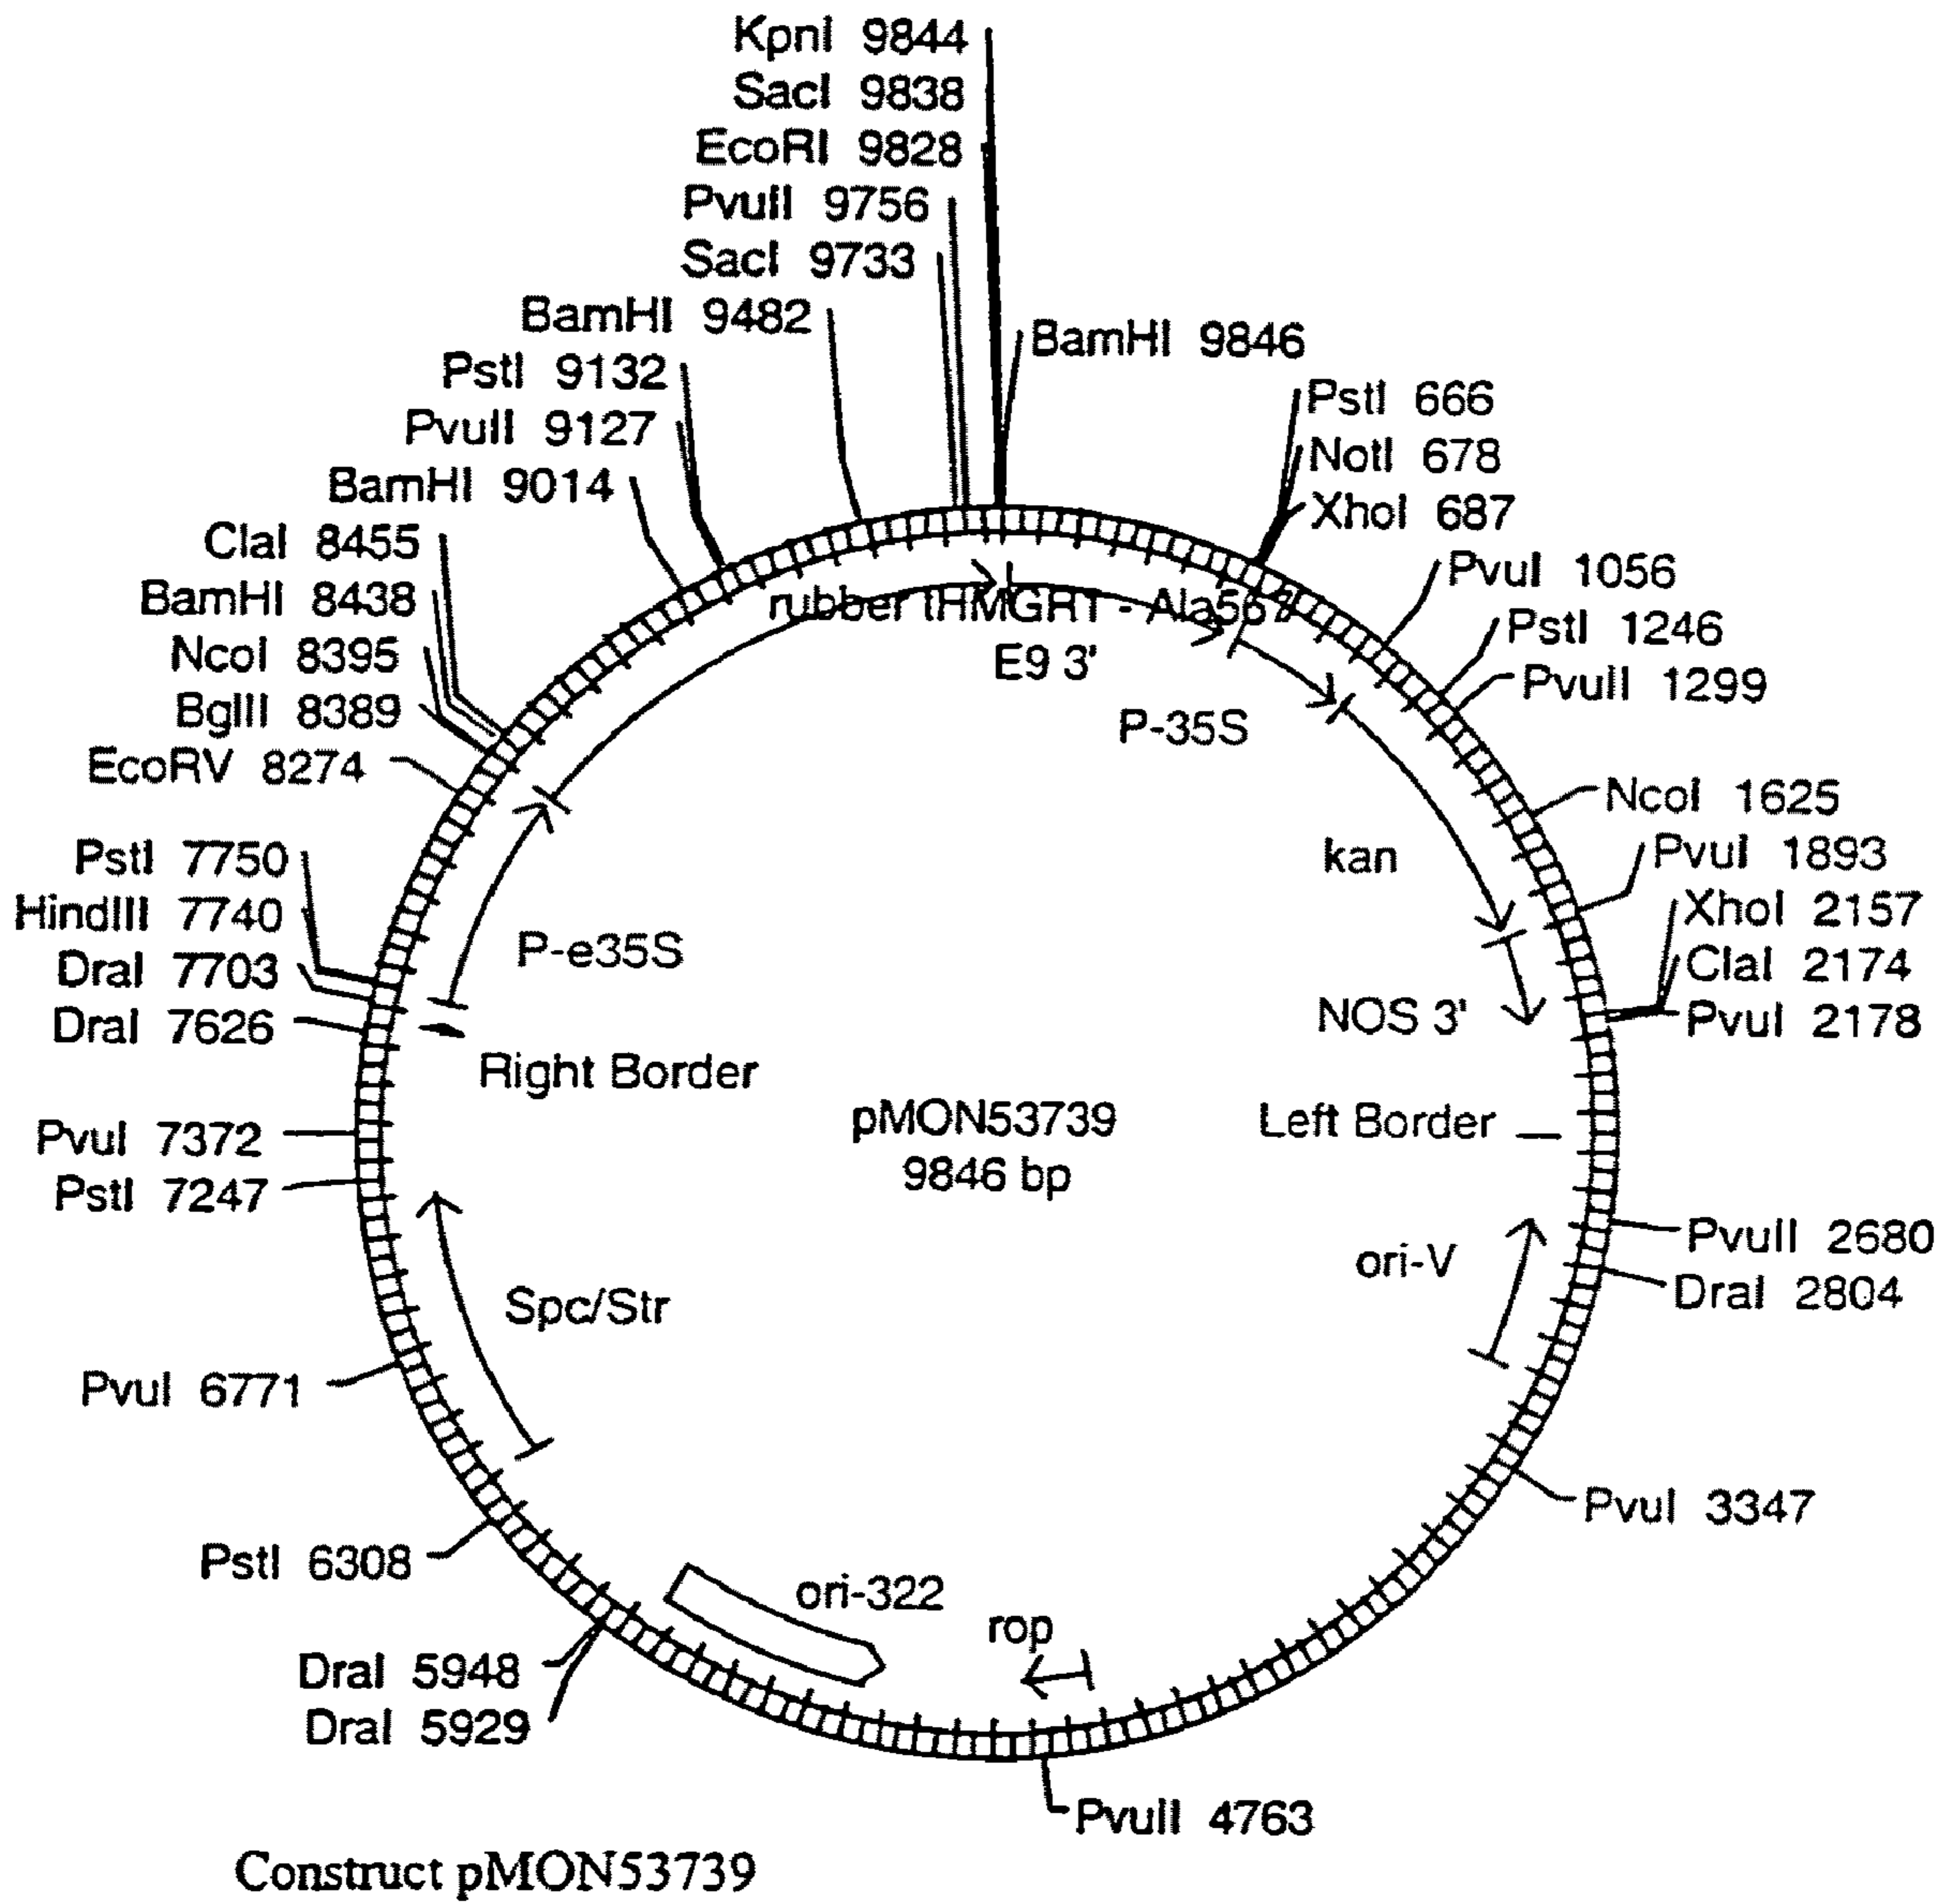 KpnI 9844
SacI 9838
EcoRI 9828
PvuII 9756
SacI 9733
BamHI 9482
BamHI 9846
PstI 9132
PvuII 9127
BamHI 9014
ClaI 8455
BamHI 8438
NcoI 8395
BglII 8389
EcoRV 8274
PstI 7750
HindIII 7740
DraI 7703
DraI 7626
PvuI 7372
PstI 7247
PvuI 6771
PstI 6308
DraI 5948
DraI 5929
PstI 666
NotI 678
XhoI 687
PvuI 1056
PstI 1246
PvuII 1299
NcoI 1625
PvuI 1893
XhoI 2157
ClaI 2174
PvuI 2178
PvuII 2680
DraI 2804
PvuI 3347
PvuII 4763
rubber tHMGR1 - Ala567
E9 3'
P-35S
kan
NOS 3'
Left Border
ori-V
rop
ori-322
Spc/Str
Right Border
P-e35S
pMON53739
9846 bp
Construct pMON53739